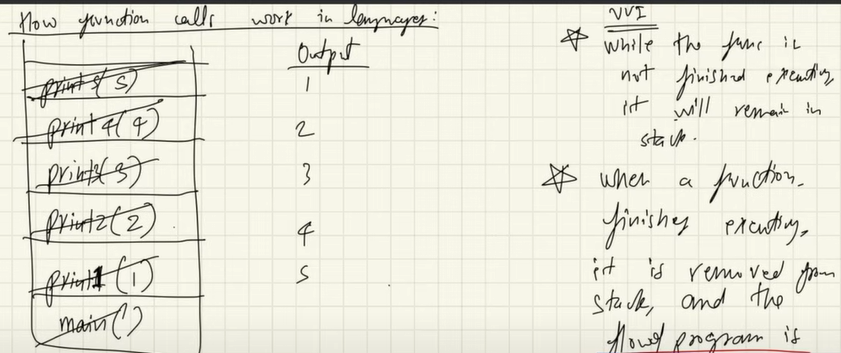 How function calls work in languages:
Output
print5(5)
1
print4(4)
2
print3(3)
3
print2(2)
4
print1(1)
5
main()
VVI
while the func is
not finished executing
it will remain in
stack.
when a function
finishes executing,
it is removed from
stack, and the
flow of program is